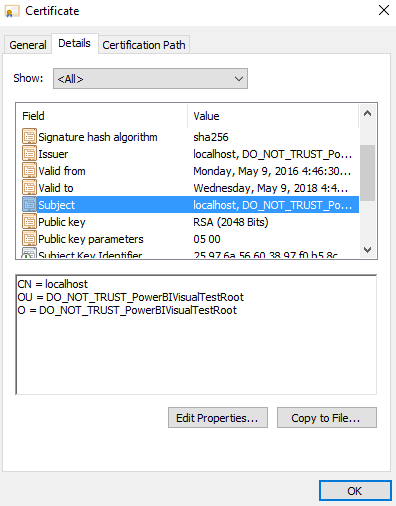 Certificate
General
Details
Certification Path
Show:
<All>
Field
Value
Signature hash algorithm
sha256
Issuer
localhost, DO_NOT_TRUST_Po...
Valid from
Monday, May 9, 2016 4:46:30...
Valid to
Wednesday, May 9, 2018 4:4...
Subject
localhost, DO_NOT_TRUST_Po...
Public key
RSA (2048 Bits)
Public key parameters
05 00
Subject Key Identifier
25 97 6a 56 60 38 97 f0 b5 8c
CN = localhost
OU = DO_NOT_TRUST_PowerBIVisualTestRoot
O = DO_NOT_TRUST_PowerBIVisualTestRoot
Edit Properties...
Copy to File...
OK